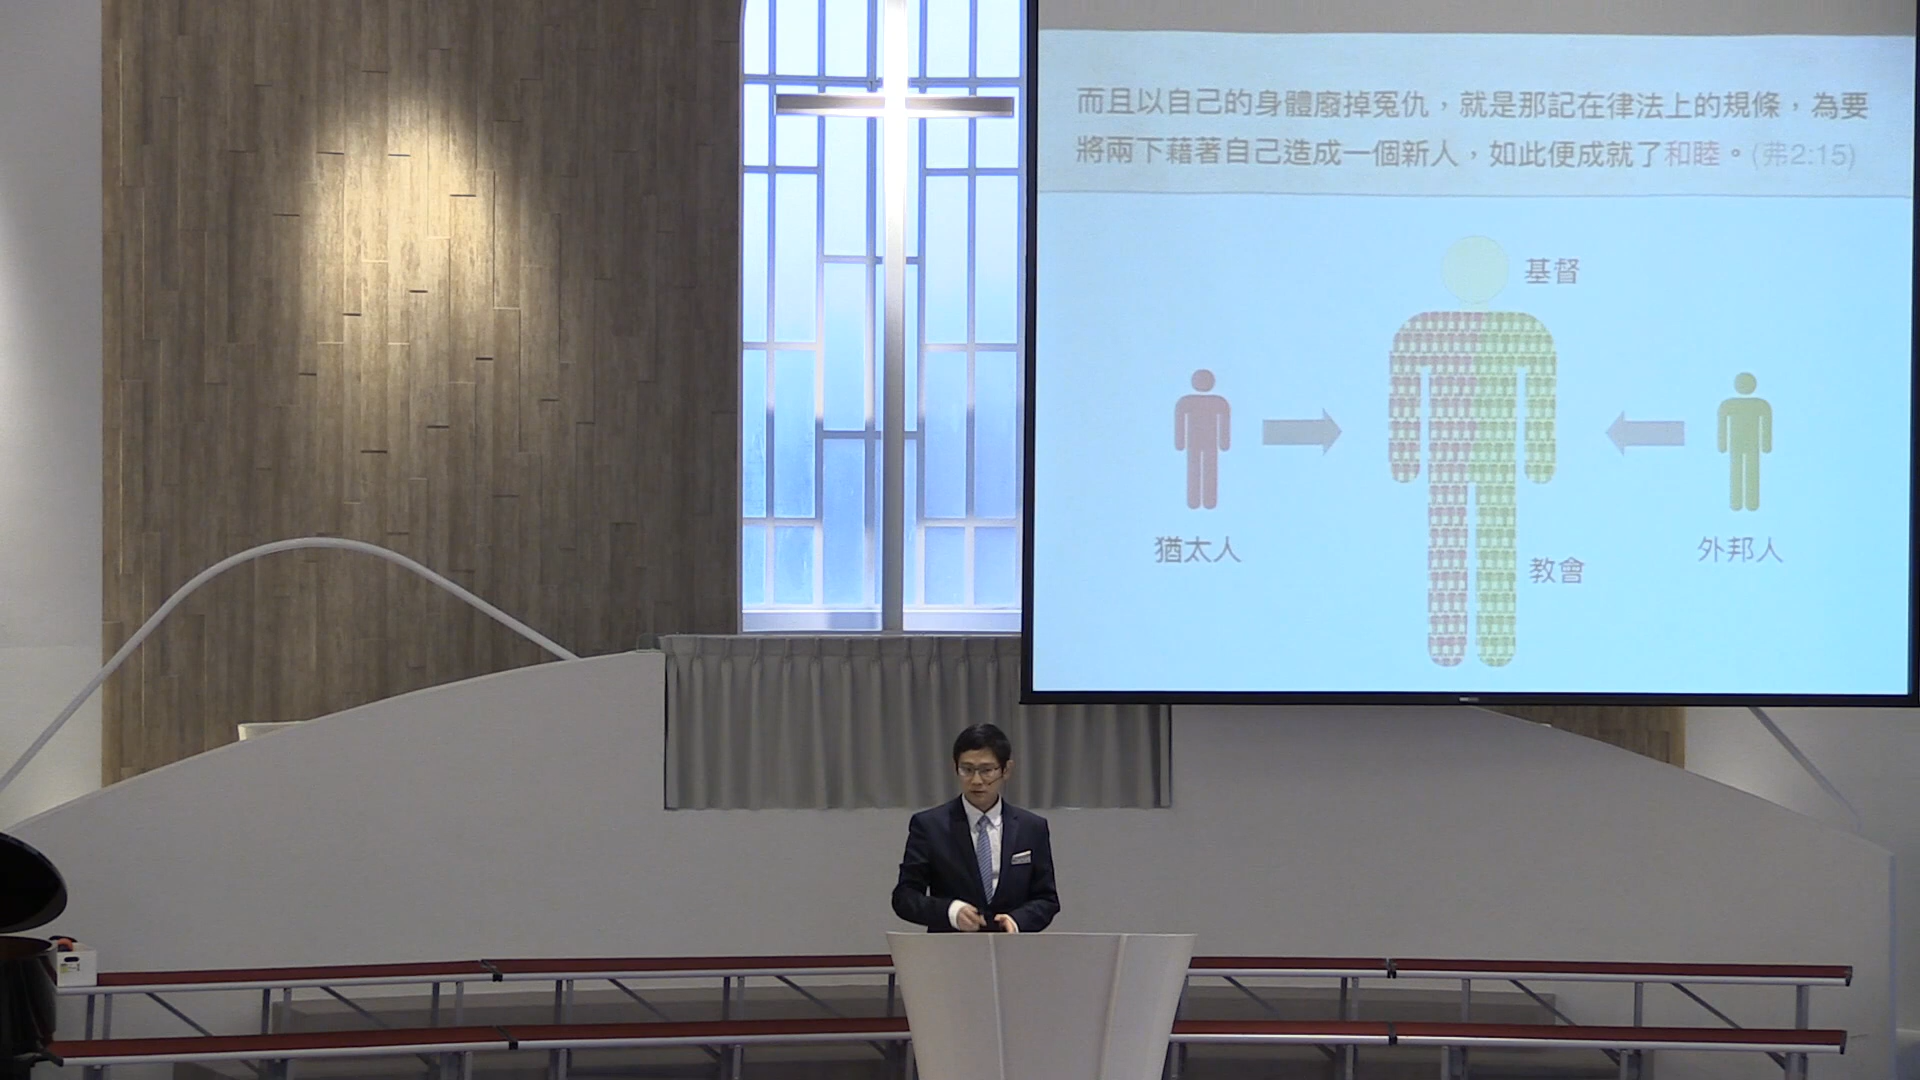 而且以自己的身體廢掉冤仇，就是那記在律法上的規條，為要
將兩下藉著自己造成一個新人，如此便成就了和睦。(弗2:15)
基督
猶太人
外邦人
教會